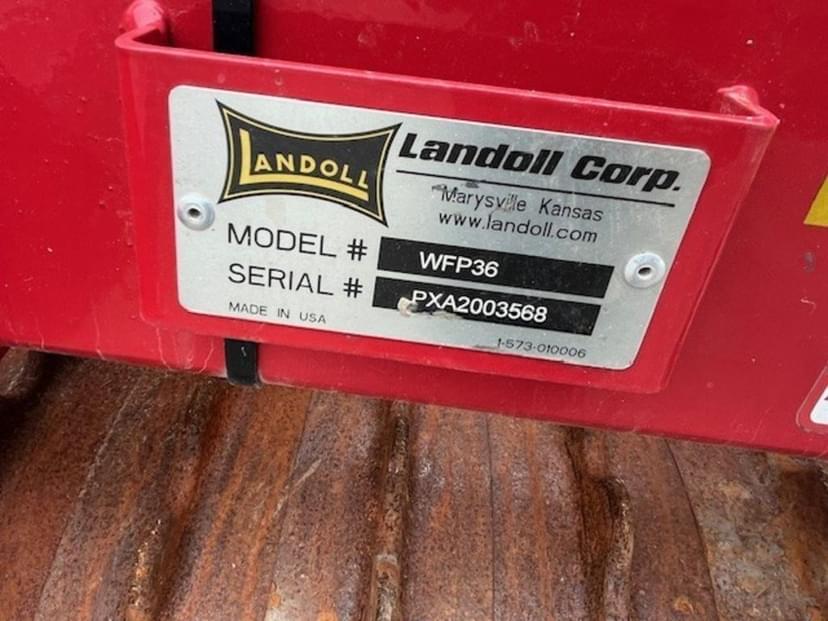 LANDOLL
Landoll Corp.
Marysville Kansas
www.landoll.com
MODEL # WFP36
SERIAL # PXA2003568
MADE IN USA
1-573-010006